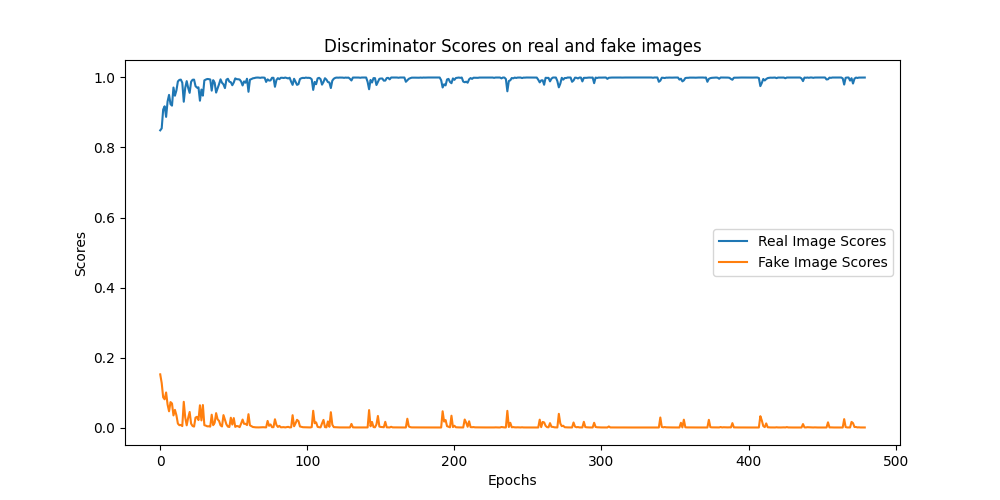 Discriminator Scores on real and fake images
1.0
0.8
0.6
0.4
0.2
0.0
Scores
Real Image Scores
Fake Image Scores
0 100 200 300 400 500
Epochs